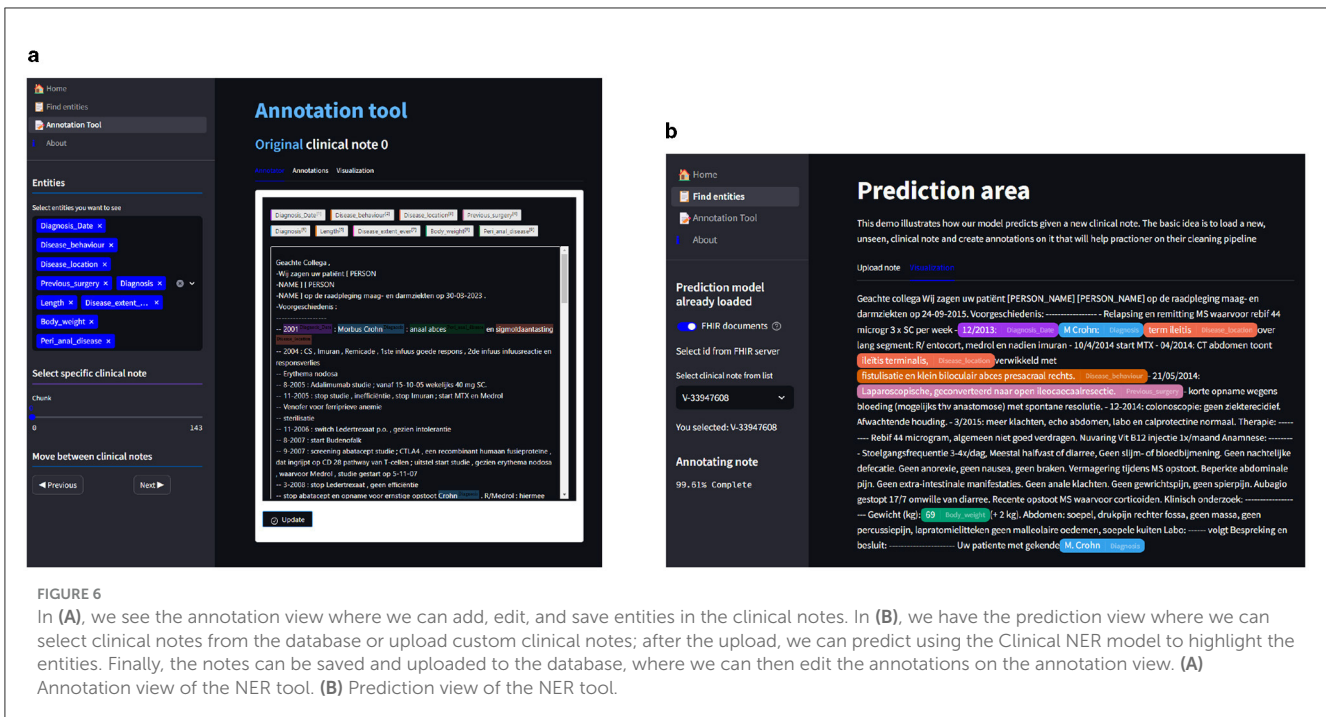 a
Home
Find entities
Annotation Tool
About
Entities
Select entities you want to see
Diagnosis_Date ×
Disease_behaviour ×
Disease_location ×
Previous_surgery × Diagnosis ×
Length × Disease_extent_... ×
Body_weight ×
Peri_anal_disease ×
Select specific clinical note
Chunk
0 143
Move between clinical notes
◀ Previous Next ▶
Annotation tool
Original clinical note 0
Annotations Visualization
Diagnosis_Date[1] Disease_behaviour[2] Disease_location[3] Previous_surgery[4]
Diagnosis[5] Length[6] Disease_extent_ever[7] Body_weight[8] Peri_anal_disease[9]
Geachte Collega .
-Wij zagen uw patiënt [ PERSON
-NAME ] [ PERSON
-NAME ] op de raadpleging maag- en darmziekten op 30-03-2023 .
-Voorgeschiedenis :
--------------------
-- 2001 : Morbus Crohn : anaal abces en sigmoïdaantasting
-- 2004 : CS , Imuran , Remicade , 1ste infuus goede respons , 2de infuus infuusreactie en
responsverlies
-- Erythema nodosa
-- 8-2005 : Adalimumab studie ; vanaf 15-10-05 wekelijks 40 mg SC.
-- 11-2005 : stop studie , inefficiëntie , stop Imuran ; start MTX en Medrol
-- Venofer voor ferriprieve anemie
-- sterilisatie
-- 11-2006 : switch Ledertrexaat p.o. , gezien intolerantie
-- 8-2007 : start Budenofalk
-- 9-2007 : screening abatacept studie ; CTLA4 , een recombinant humaan fusieproteine ,
dat ingrijpt op CD 28 pathway van T-cellen ; uitstel start studie , gezien erythema nodosa
, waarvoor Medrol , studie gestart op 5-11-07
-- 3-2008 : stop Ledertrexaat , geen efficiëntie
-- stop abatacept en opname voor ernstige opstoot Crohn , R/Medrol : hiermee
Update
b
Home
Find entities
Annotation Tool
About
Prediction model
already loaded
FHIR documents
Select id from FHIR server
Select clinical note from list
V-33947608
You selected: V-33947608
Annotating note
99.61% Complete
Prediction area
This demo illustrates how our model predicts given a new clinical note. The basic idea is to load a new,
unseen, clinical note and create annotations on it that will help practioner on their cleaning pipeline
Upload note Visualization
Geachte collega Wij zagen uw patiënt [PERSON_NAME] [PERSON_NAME] op de raadpleging maag- en
darmziekten op 24-09-2015. Voorgeschiedenis: ----------------- - Relapsing en remitting MS waarvoor rebif 44
microgr 3 x SC per week - 12/2013: Diagnosis_Date M Crohn: Diagnosis term ileitis Disease_location over
lang segment: R/ entocort, medrol en nadien imuran - 10/4/2014 start MTX - 04/2014: CT abdomen toont
ileitis terminalis, Disease_location verwikkeld met
fistulisatie en klein biloculair abces presacraal rechts. Disease_behaviour - 21/05/2014:
Laparoscopische, geconverteerd naar open ileocaecaalresectie. Previous_surgery - korte opname wegens
bloeding (mogelijks thv anastomose) met spontane resolutie. - 12-2014: colonoscopie: geen ziekterecidief.
Afwachtende houding. - 3/2015: meer klachten, echo abdomen, labo en calprotectine normaal. Therapie: -----
---- Rebif 44 microgram, algemeen niet goed verdragen. Nuvaring Vit B12 injectie 1x/maand Anamnese: --------
- Stoelgangsfrequentie 3-4x/dag, Meestal halfvast of diarree, Geen slijm- of bloedbijmenging. Geen nachtelijke
defecatie. Geen anorexie, geen nausea, geen braken. Vermagering tijdens MS opstoot. Beperkte abdominale
pijn. Geen extra-intestinale manifestaties. Geen anale klachten. Geen gewrichtspijn, geen spierpijn. Aubagio
gestopt 17/7 omwille van diarree. Recente opstoot MS waarvoor corticoiden. Klinisch onderzoek: -----------------
--- Gewicht (kg): 69 Body_weight (+ 2 kg). Abdomen: soepel, drukpijn rechter fossa, geen massa, geen
percussiepijn, lapratomielitteken geen malleolaire oedemen, soepele kuiten Labo: ------ volgt Bespreking en
besluit: ---------------------- Uw patiente met gekende M. Crohn Diagnosis
FIGURE 6
In (A), we see the annotation view where we can add, edit, and save entities in the clinical notes. In (B), we have the prediction view where we can
select clinical notes from the database or upload custom clinical notes; after the upload, we can predict using the Clinical NER model to highlight the
entities. Finally, the notes can be saved and uploaded to the database, where we can then edit the annotations on the annotation view. (A)
Annotation view of the NER tool. (B) Prediction view of the NER tool.